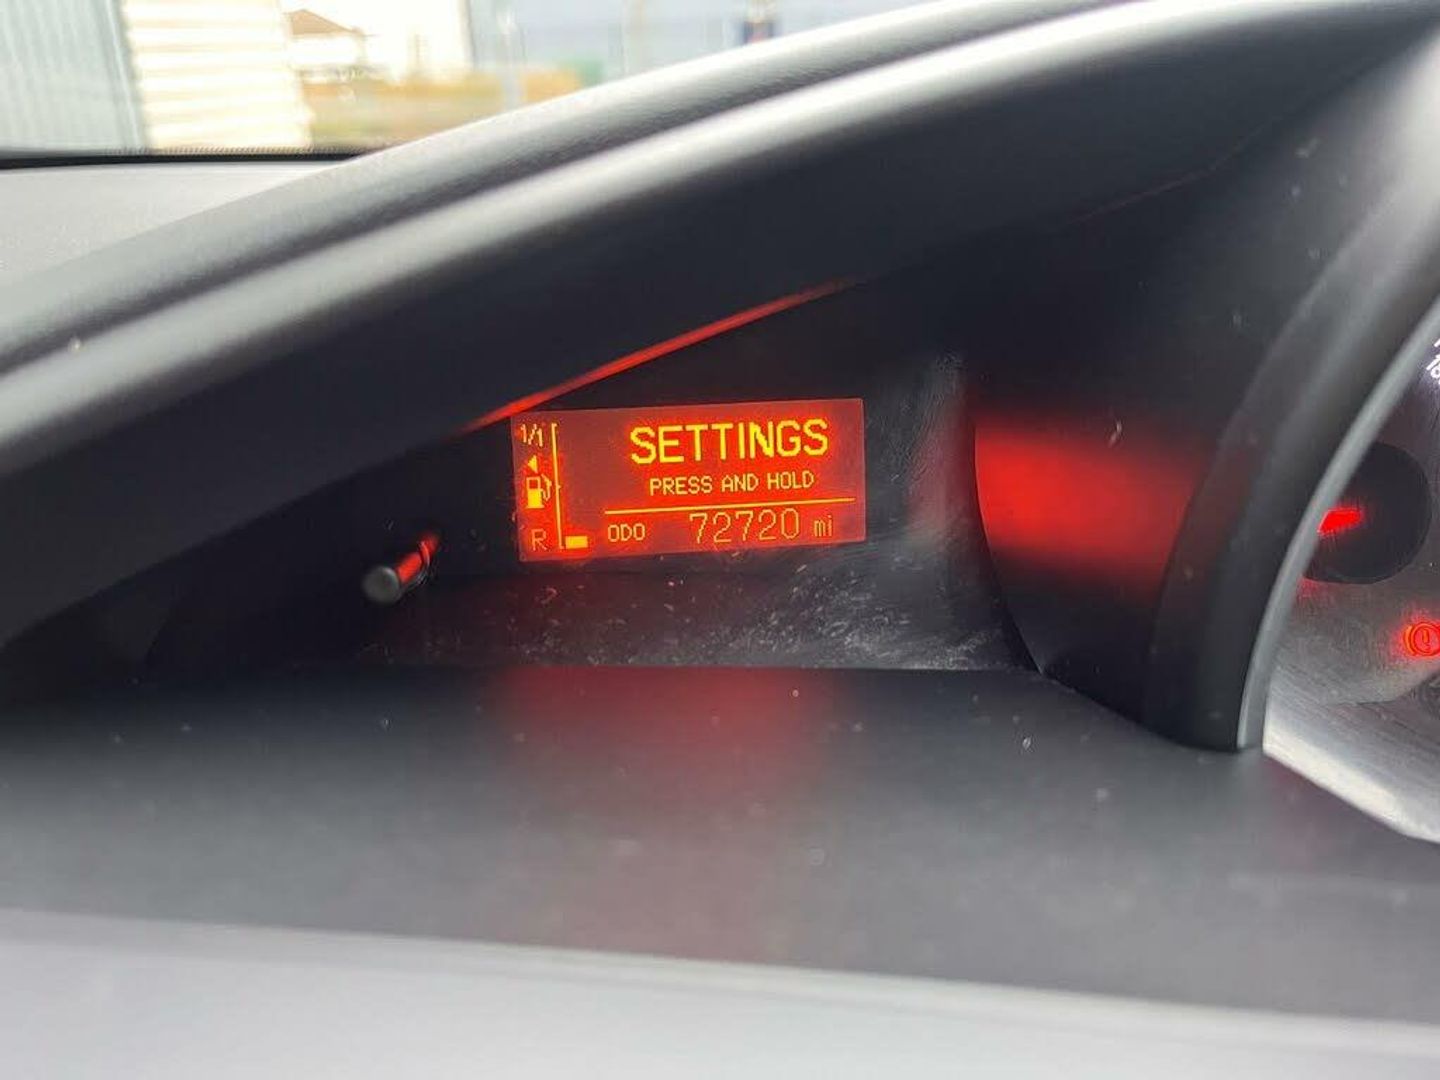 1/1
SETTINGS
PRESS AND HOLD
R
ODO 72720 mi